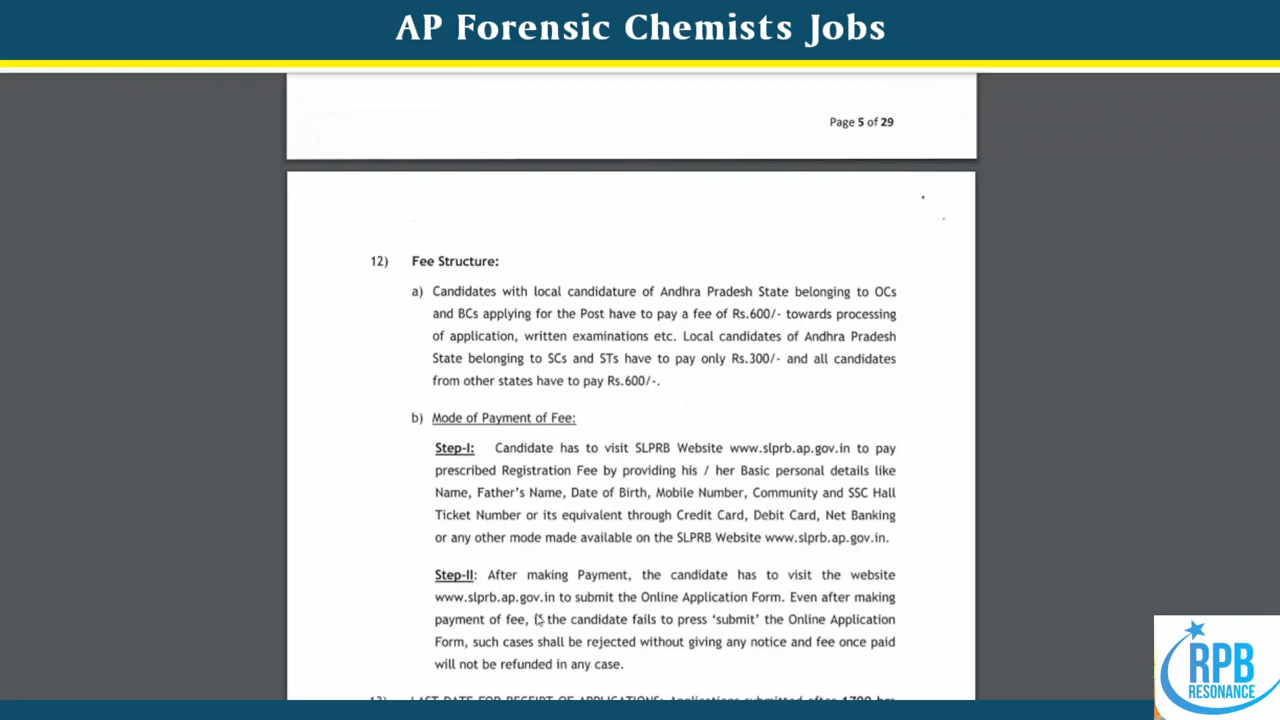 AP Forensic Chemists Jobs
Page 5 of 29
12) Fee Structure:
a) Candidates with local candidature of Andhra Pradesh State belonging to OCs
and BCs applying for the Post have to pay a fee of Rs.600/- towards processing
of application, written examinations etc. Local candidates of Andhra Pradesh
State belonging to SCs and STs have to pay only Rs.300/- and all candidates
from other states have to pay Rs.600/-.
b) Mode of Payment of Fee:
Step-I: Candidate has to visit SLPRB Website www.slprb.ap.gov.in to pay
prescribed Registration Fee by providing his / her Basic personal details like
Name, Father's Name, Date of Birth, Mobile Number, Community and SSC Hall
Ticket Number or its equivalent through Credit Card, Debit Card, Net Banking
or any other mode made available on the SLPRB Website www.slprb.ap.gov.in.
Step-II: After making Payment, the candidate has to visit the website
www.slprb.ap.gov.in to submit the Online Application Form. Even after making
payment of fee, the candidate fails to press 'submit' the Online Application
Form, such cases shall be rejected without giving any notice and fee once paid
will not be refunded in any case.
LAST DATE FOR RECEIPT OF APPLICATIONS: Applications submitted after 1700
RPB
RESONANCE